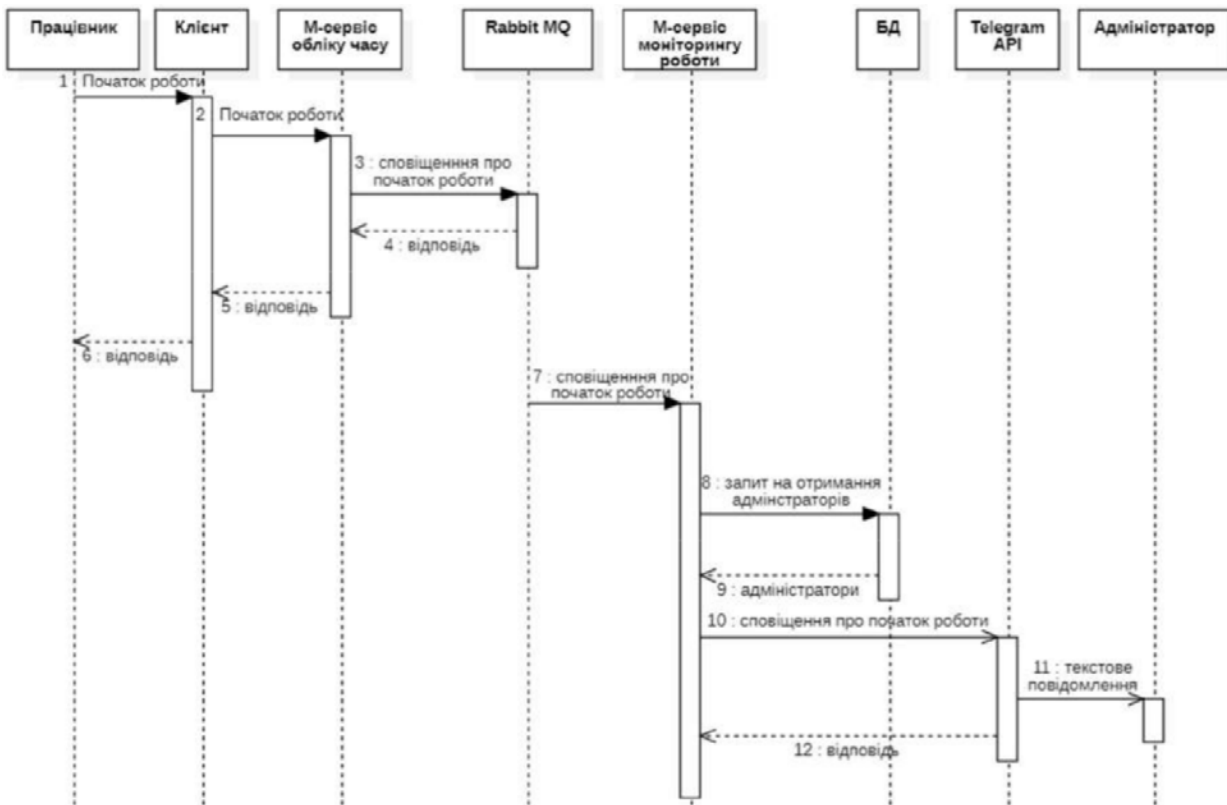 Працівник
Клієнт
М-сервіс
обліку часу
Rabbit MQ
М-сервіс
моніторингу
роботи
БД
Telegram
API
Адміністратор
1 Початок роботи
2 Початок роботи
3 : сповіщенння про
початок роботи
4 : відповідь
5 : відповідь
6 : відповідь
7 : сповіщенння про
початок роботи
8 : запит на отримання
адмінстраторів
9 : адміністратори
10 : сповіщення про початок роботи
11 : текстове
повідомлення
12 : відповідь